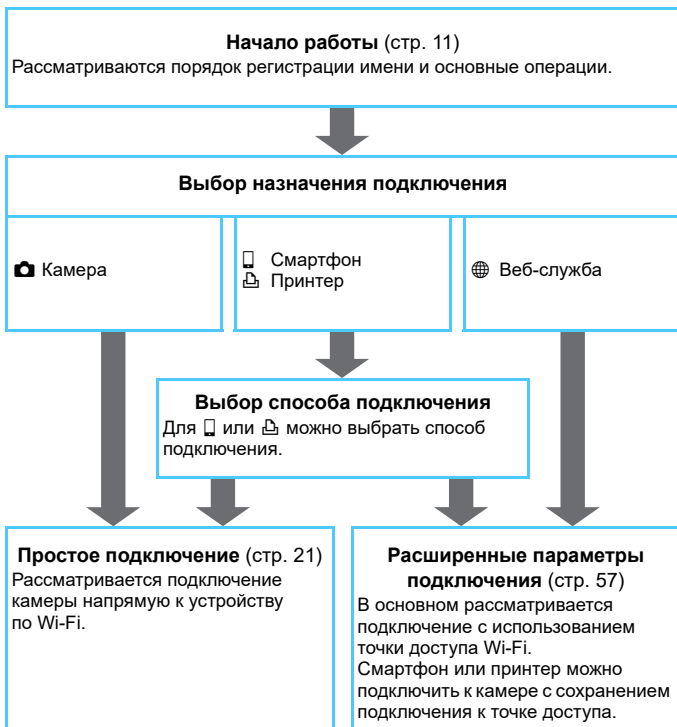 Начало работы (стр. 11)
Рассматриваются порядок регистрации имени и основные операции.
Выбор назначения подключения
Камера
Смартфон
Принтер
Веб-служба
Выбор способа подключения
Для или можно выбрать способ
подключения.
Простое подключение (стр. 21)
Рассматривается подключение
камеры напрямую к устройству
по Wi-Fi.
Расширенные параметры
подключения (стр. 57)
В основном рассматривается
подключение с использованием
точки доступа Wi-Fi.
Смартфон или принтер можно
подключить к камере с сохранением
подключения к точке доступа.